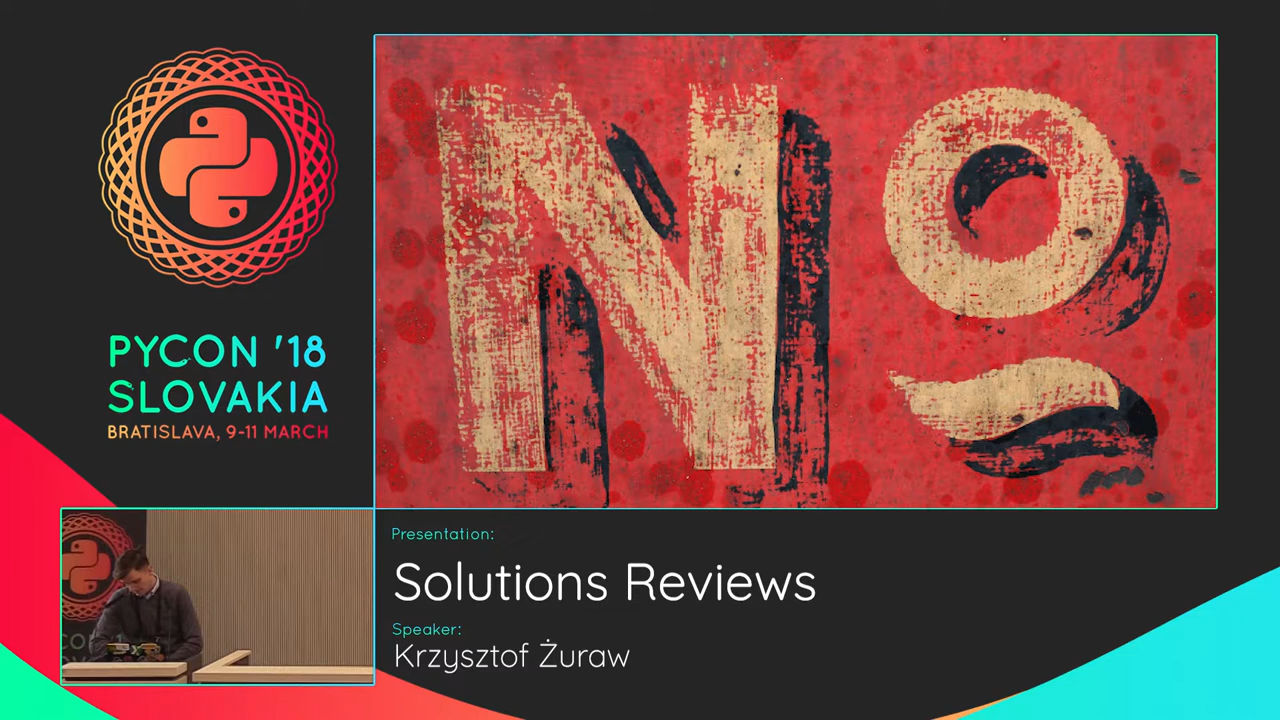 PYCON '18
SLOVAKIA
BRATISLAVA, 9-11 MARCH
Nº
Presentation:
Solutions Reviews
Speaker:
Krzysztof Żuraw